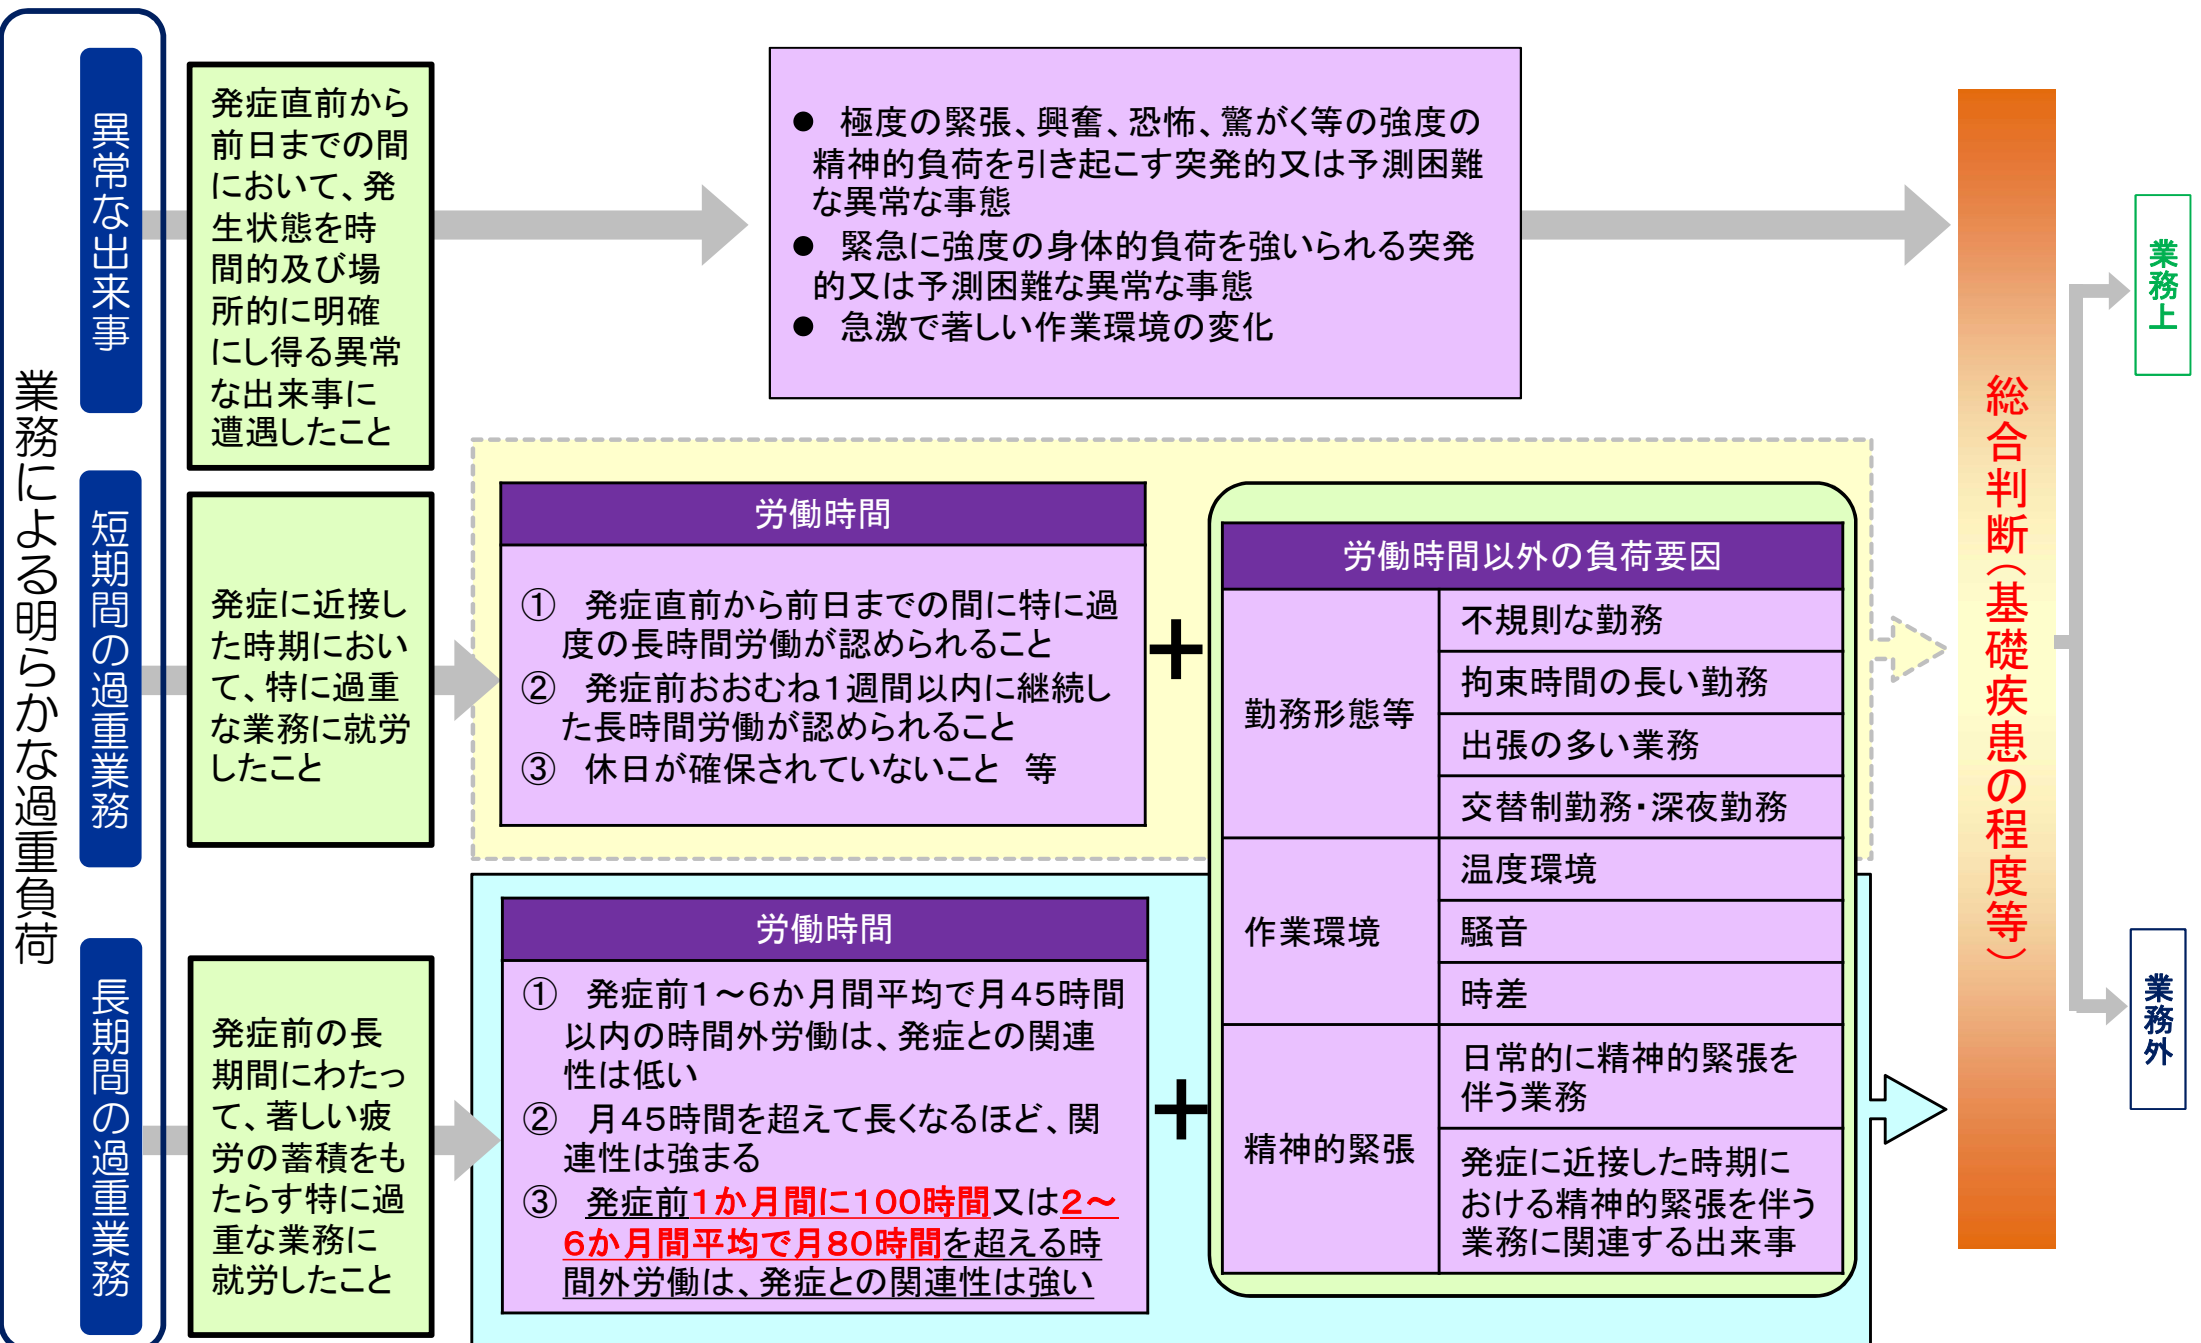 業務による明らかな過重負荷
異常な出来事
発症直前から
前日までの間
において、発
生状態を時
間的及び場
所的に明確
にし得る異常
な出来事に
遭遇したこと
● 極度の緊張、興奮、恐怖、驚がく等の強度の
精神的負荷を引き起こす突発的又は予測困難
な異常な事態
● 緊急に強度の身体的負荷を強いられる突発
的又は予測困難な異常な事態
● 急激で著しい作業環境の変化
短期間の過重業務
発症に近接し
た時期におい
て、特に過重
な業務に就労
したこと
労働時間
① 発症直前から前日までの間に特に過
度の長時間労働が認められること
② 発症前おおむね1週間以内に継続し
た長時間労働が認められること
③ 休日が確保されていないこと 等
+
長期間の過重業務
発症前の長
期間にわたっ
て、著しい疲
労の蓄積をも
たらす特に過
重な業務に
就労したこと
労働時間
① 発症前1~6か月間平均で月45時間
以内の時間外労働は、発症との関連
性は低い
② 月45時間を超えて長くなるほど、関
連性は強まる
③ 発症前1か月間に100時間又は2~
6か月間平均で月80時間を超える時
間外労働は、発症との関連性は強い
+
労働時間以外の負荷要因
勤務形態等
不規則な勤務
拘束時間の長い勤務
出張の多い業務
交替制勤務・深夜勤務
作業環境
温度環境
騒音
時差
精神的緊張
日常的に精神的緊張を
伴う業務
発症に近接した時期に
おける精神的緊張を伴う
業務に関連する出来事
総合判断(基礎疾患の程度等)
業務上
業務外